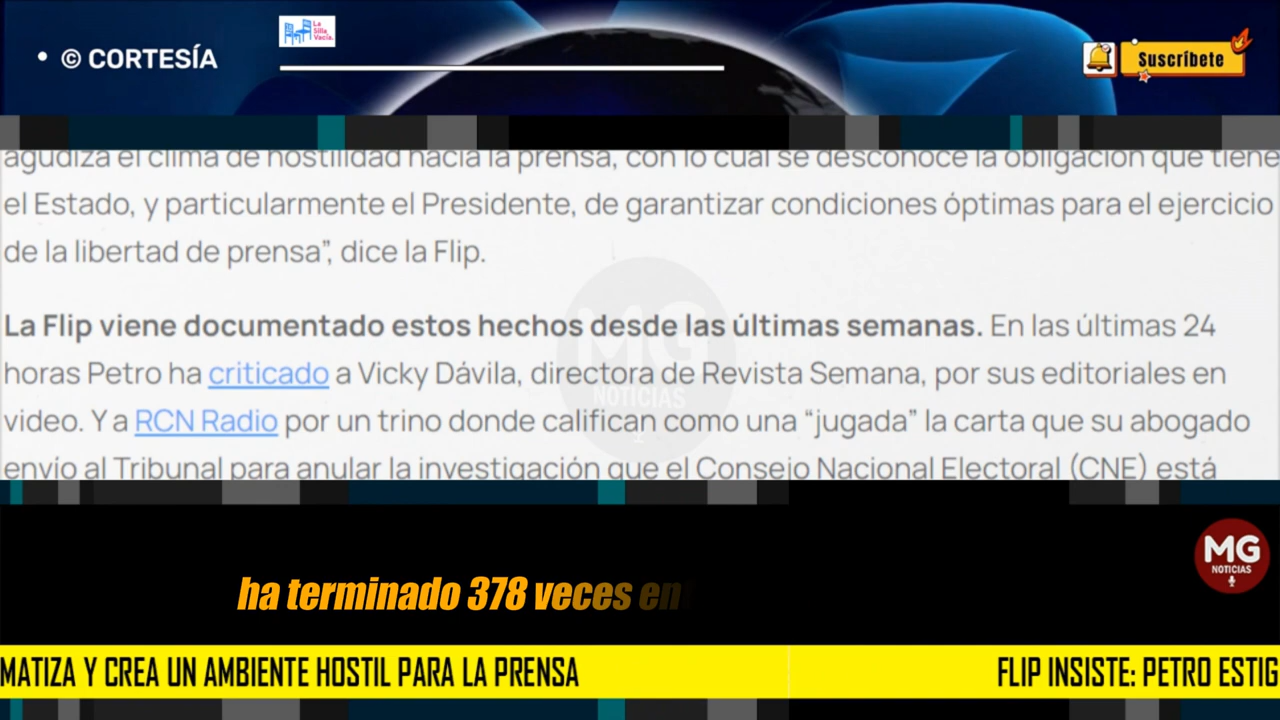 La
Silla
Vacía.
• © CORTESÍA
Suscríbete
agudiza el clima de hostilidad hacia la prensa, con lo cual se desconoce la obligación que tiene
el Estado, y particularmente el Presidente, de garantizar condiciones óptimas para el ejercicio
de la libertad de prensa”, dice la Flip.
La Flip viene documentado estos hechos desde las últimas semanas. En las últimas 24
horas Petro ha criticado a Vicky Dávila, directora de Revista Semana, por sus editoriales en
video. Y a RCN Radio por un trino donde califican como una “jugada” la carta que su abogado
envío al Tribunal para anular la investigación que el Consejo Nacional Electoral (CNE) está
MG
NOTICIAS
ha terminado 378 veces en
MG
NOTICIAS
MATIZA Y CREA UN AMBIENTE HOSTIL PARA LA PRENSA FLIP INSISTE: PETRO ESTIG